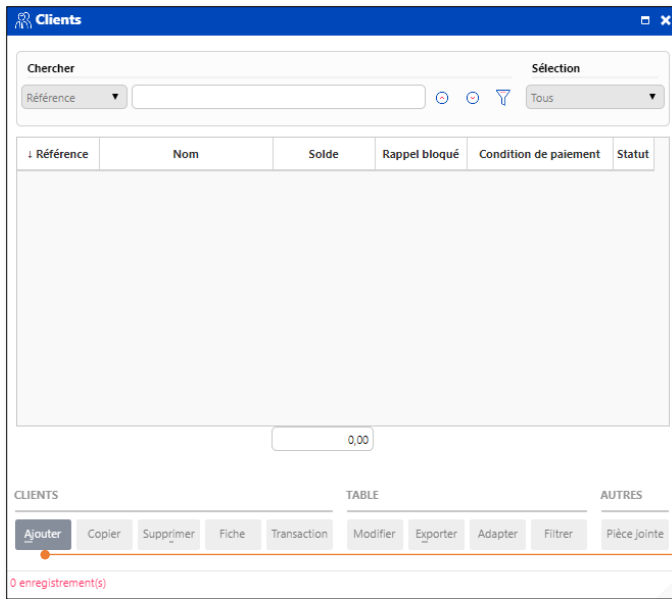 Clients
Chercher Sélection
Référence Tous
↓ Référence Nom Solde Rappel bloqué Condition de paiement Statut
0,00
CLIENTS TABLE AUTRES
Ajouter Copier Supprimer Fiche Transaction Modifier Exporter Adapter Filtrer Pièce jointe
0 enregistrement(s)